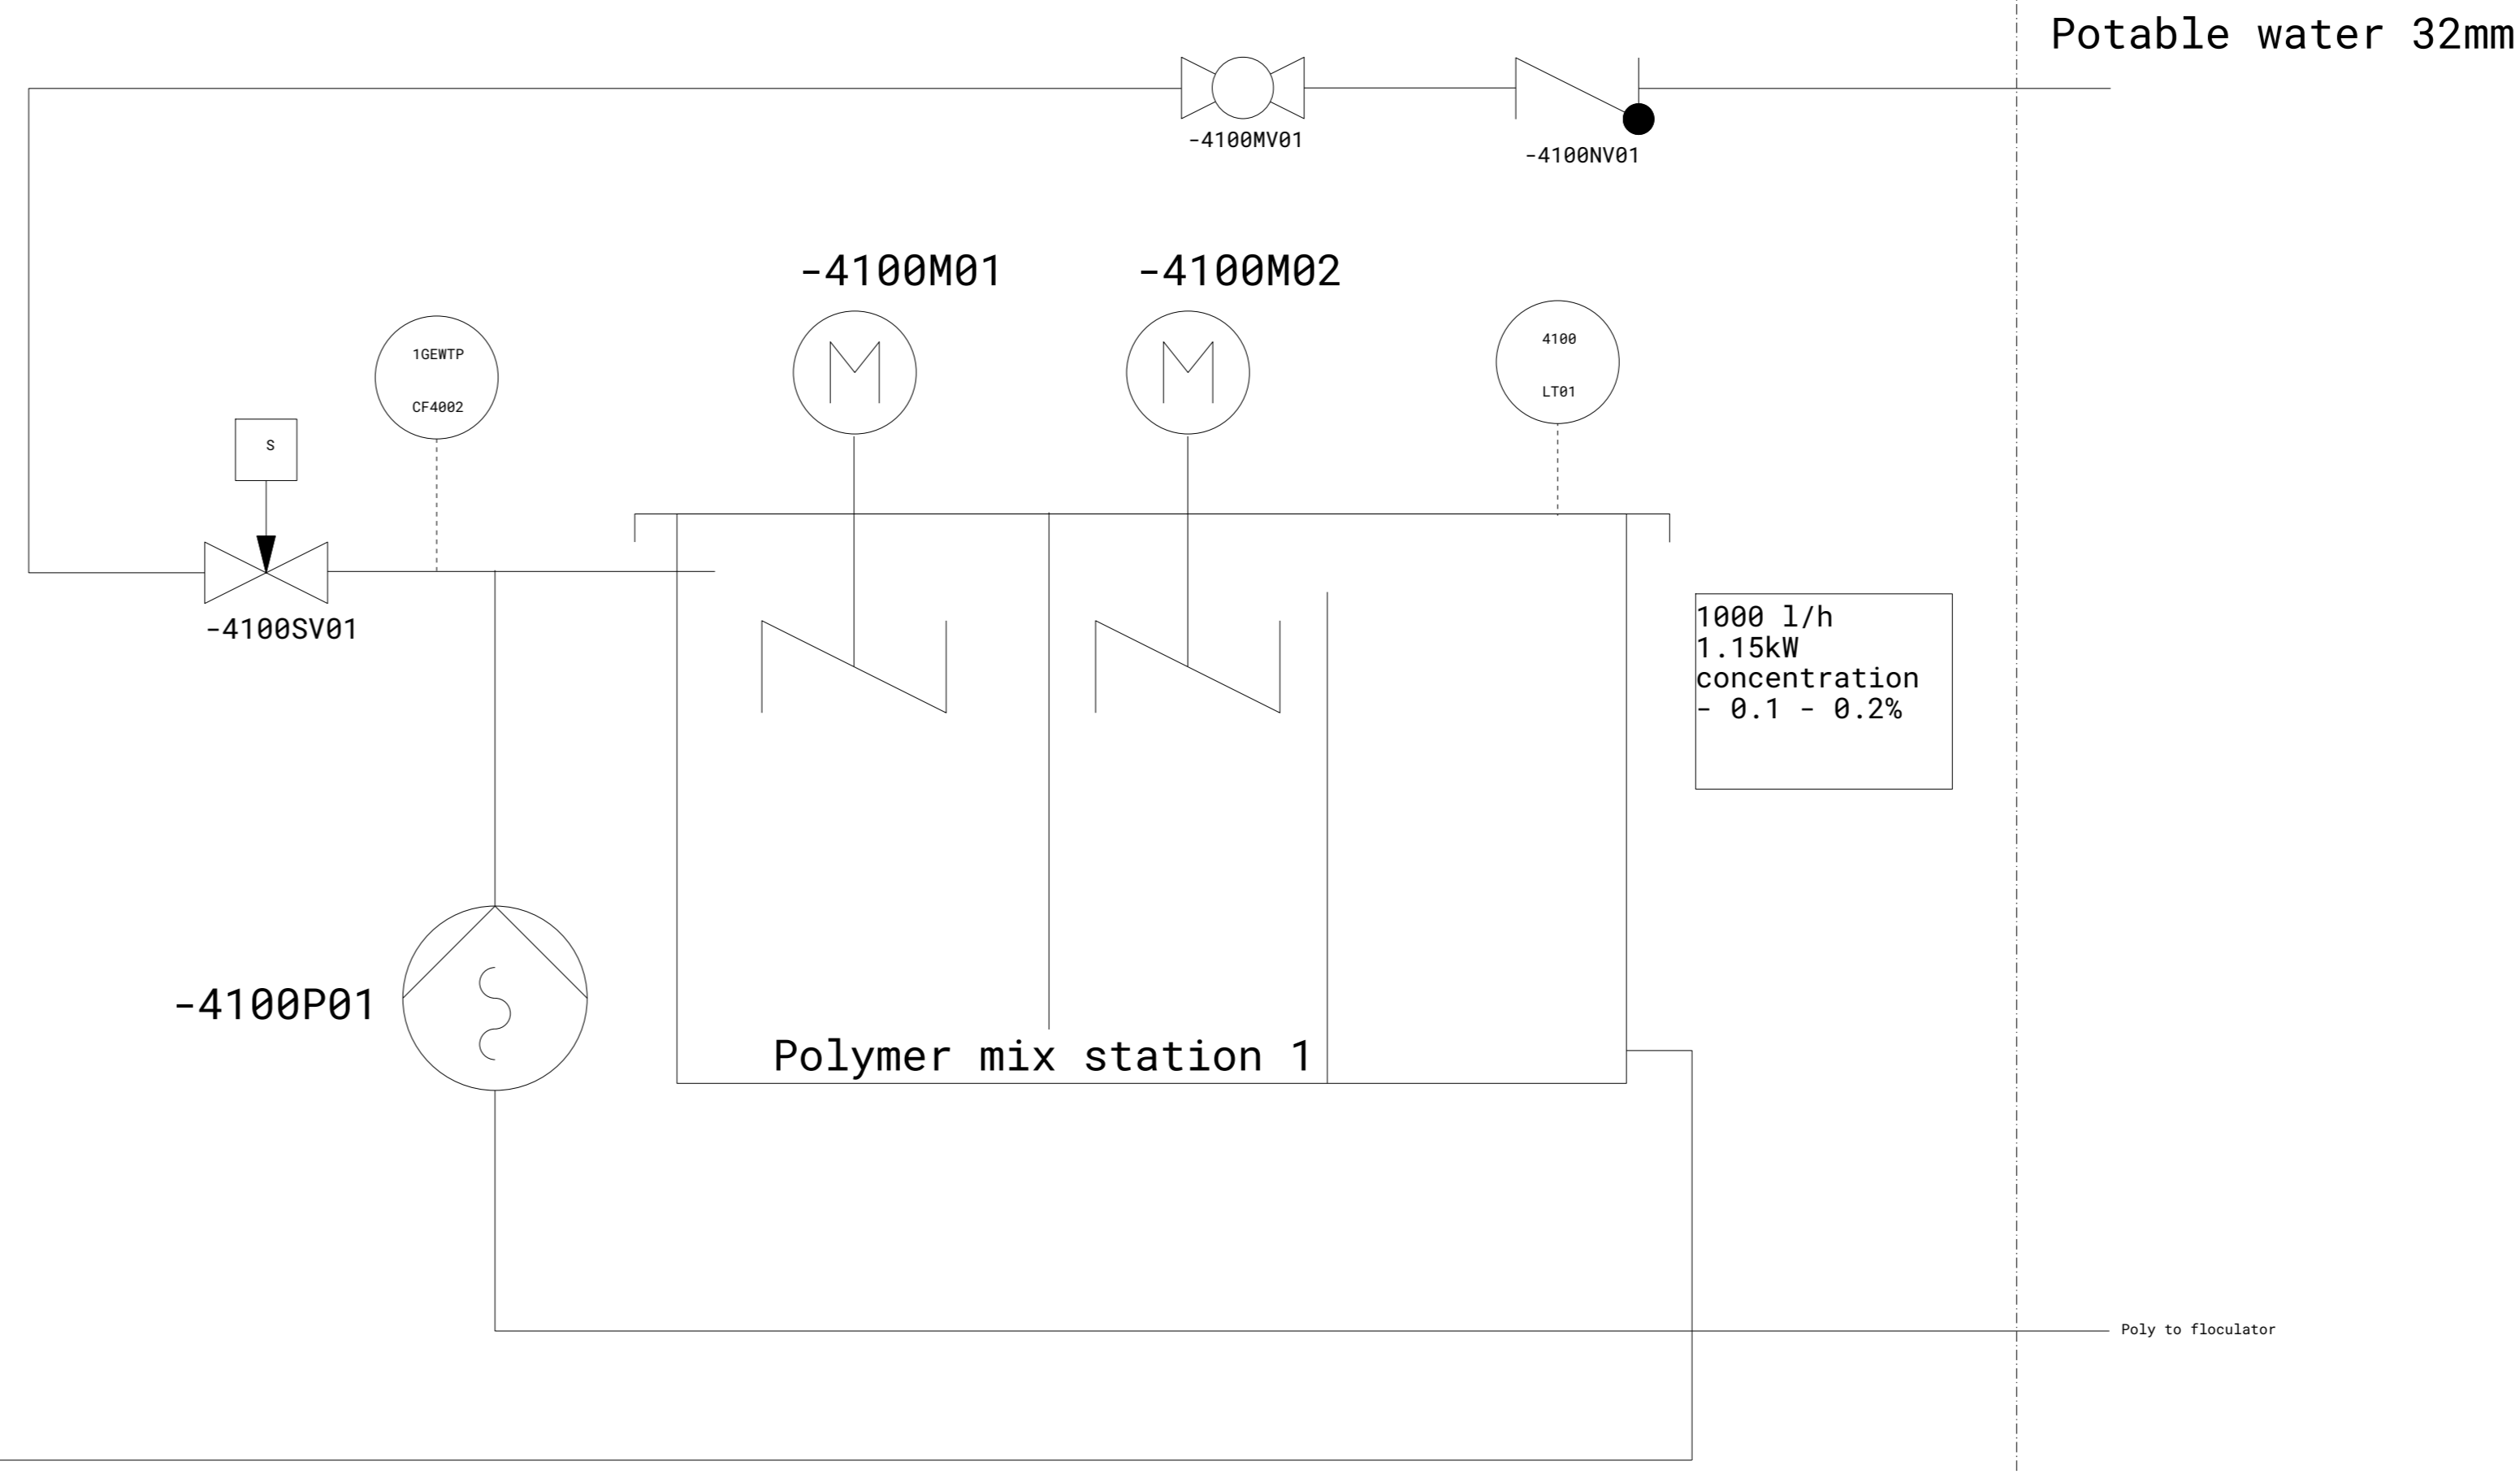 Potable water 32mm
-4100MV01
-4100NV01
-4100M01
-4100M02
M
M
1GEWTP
CF4002
4100
LT01
S
-4100SV01
1000 l/h
1.15kW
concentration
- 0.1 - 0.2%
-4100P01
Polymer mix station 1
Poly to floculator